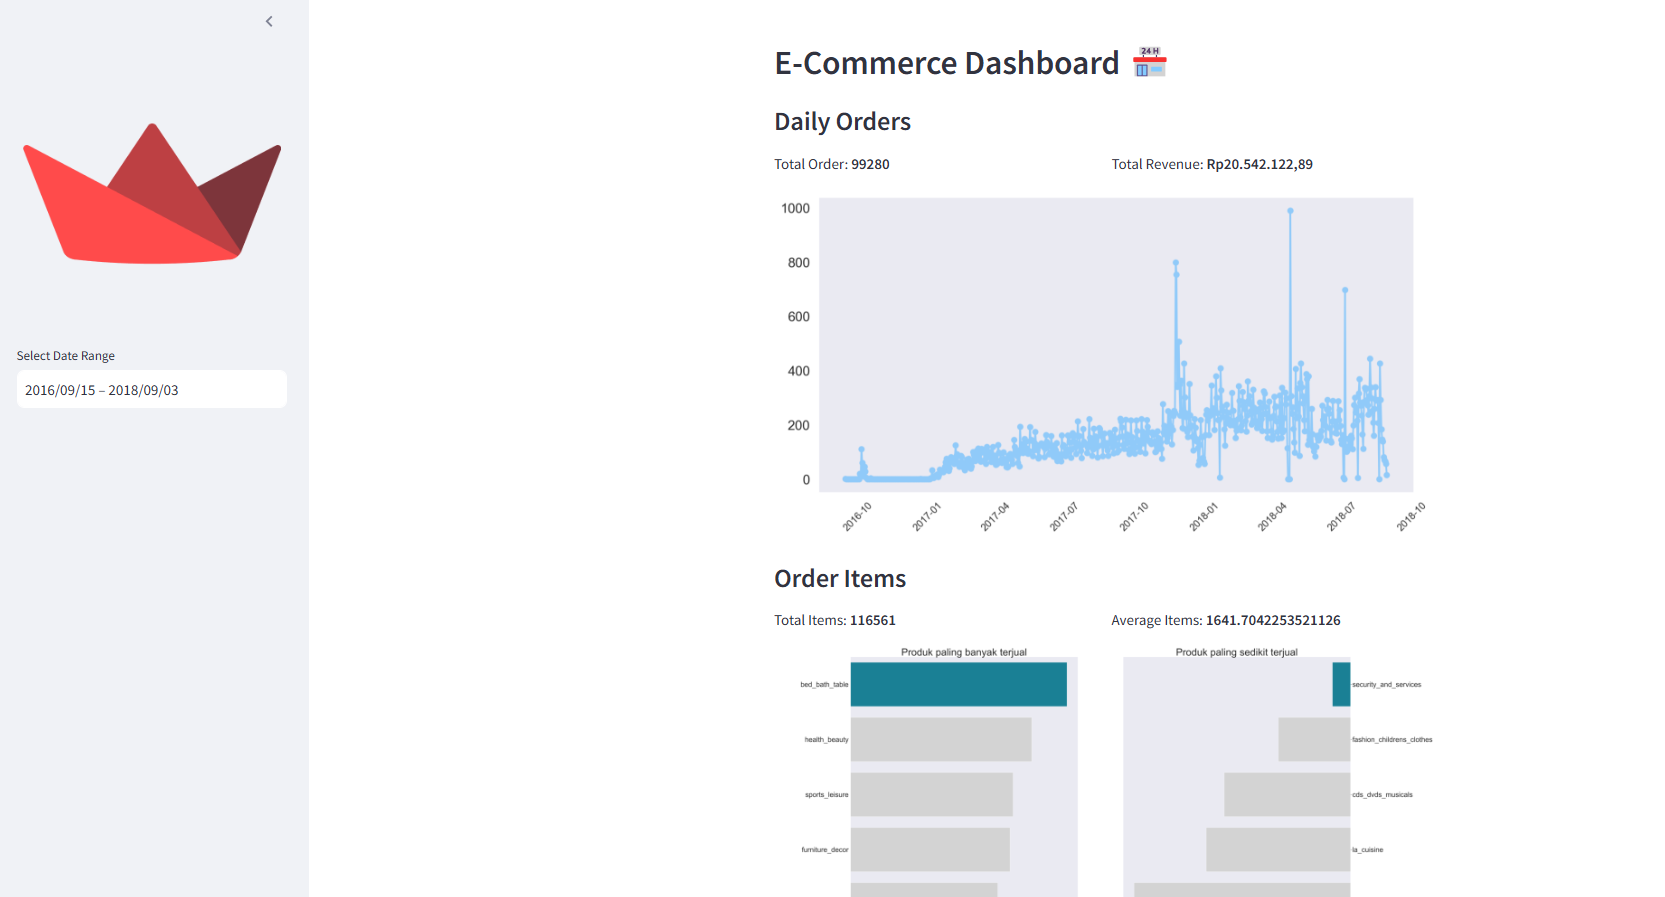 E-Commerce Dashboard
24 H
Daily Orders
Total Order: 99280
Total Revenue: Rp20.542.122,89
1000
800
600
400
200
0
2016-10
2017-01
2017-04
2017-07
2017-10
2018-01
2018-04
2018-07
2018-10
Select Date Range
2016/09/15 – 2018/09/03
Order Items
Total Items: 116561
Average Items: 1641.7042253521126
Produk paling banyak terjual
bed_bath_table
health_beauty
sports_leisure
furniture_decor
Produk paling sedikit terjual
security_and_services
fashion_childrens_clothes
cds_dvds_musicals
la_cuisine